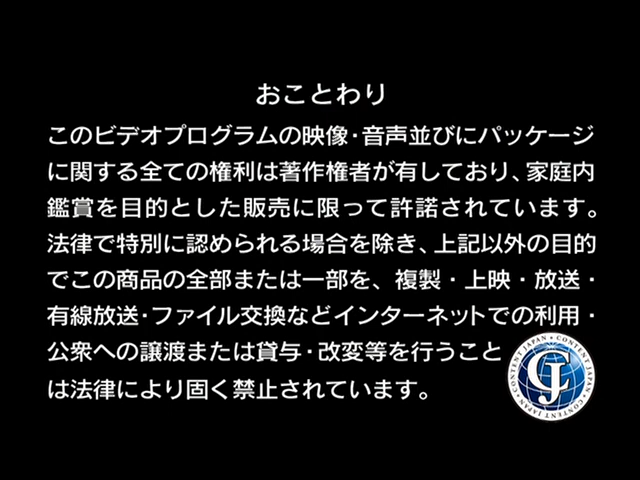 おことわり
このビデオプログラムの映像・音声並びにパッケージ
に関する全ての権利は著作権者が有しており、家庭内
鑑賞を目的とした販売に限って許諾されています。
法律で特別に認められる場合を除き、上記以外の目的
でこの商品の全部または一部を、複製・上映・放送・
有線放送・ファイル交換などインターネットでの利用・
公衆への譲渡または貸与・改変等を行うこと
は法律により固く禁止されています。
CONTENT JAPAN • CONTENT JAPAN • CONTENT JAPAN •
CJ